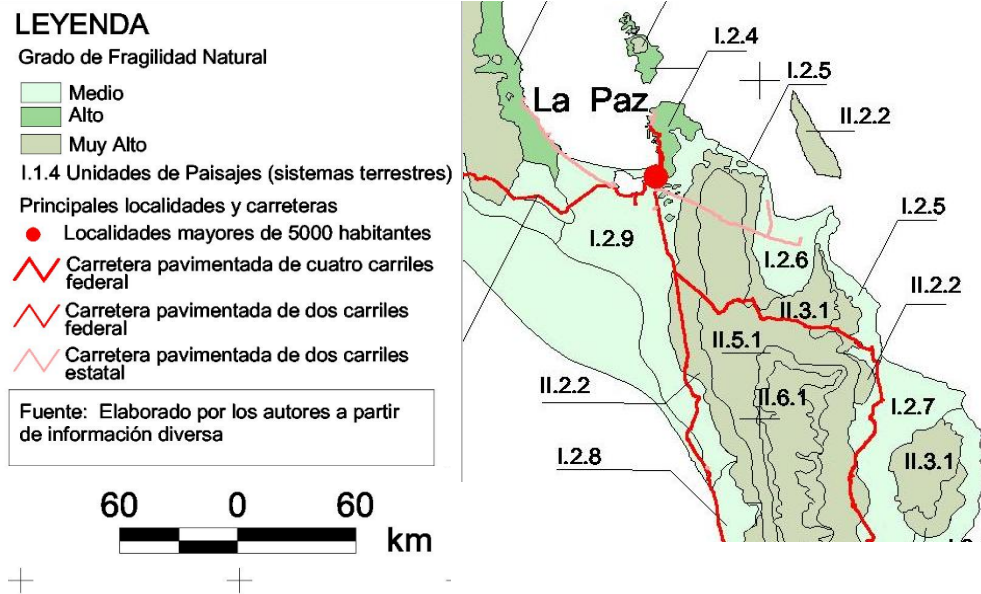 LEYENDA
Grado de Fragilidad Natural
Medio
Alto
Muy Alto
I.1.4 Unidades de Paisajes (sistemas terrestres)
Principales localidades y carreteras
Localidades mayores de 5000 habitantes
Carretera pavimentada de cuatro carriles
federal
Carretera pavimentada de dos carriles
federal
Carretera pavimentada de dos carriles
estatal
Fuente: Elaborado por los autores a partir
de información diversa
60 0 60
km
I.2.4
I.2.5
La Paz
II.2.2
I.2.5
I.2.9
I.2.6
II.2.2
II.3.1
II.5.1
II.2.2
II.6.1
I.2.7
I.2.8
II.3.1